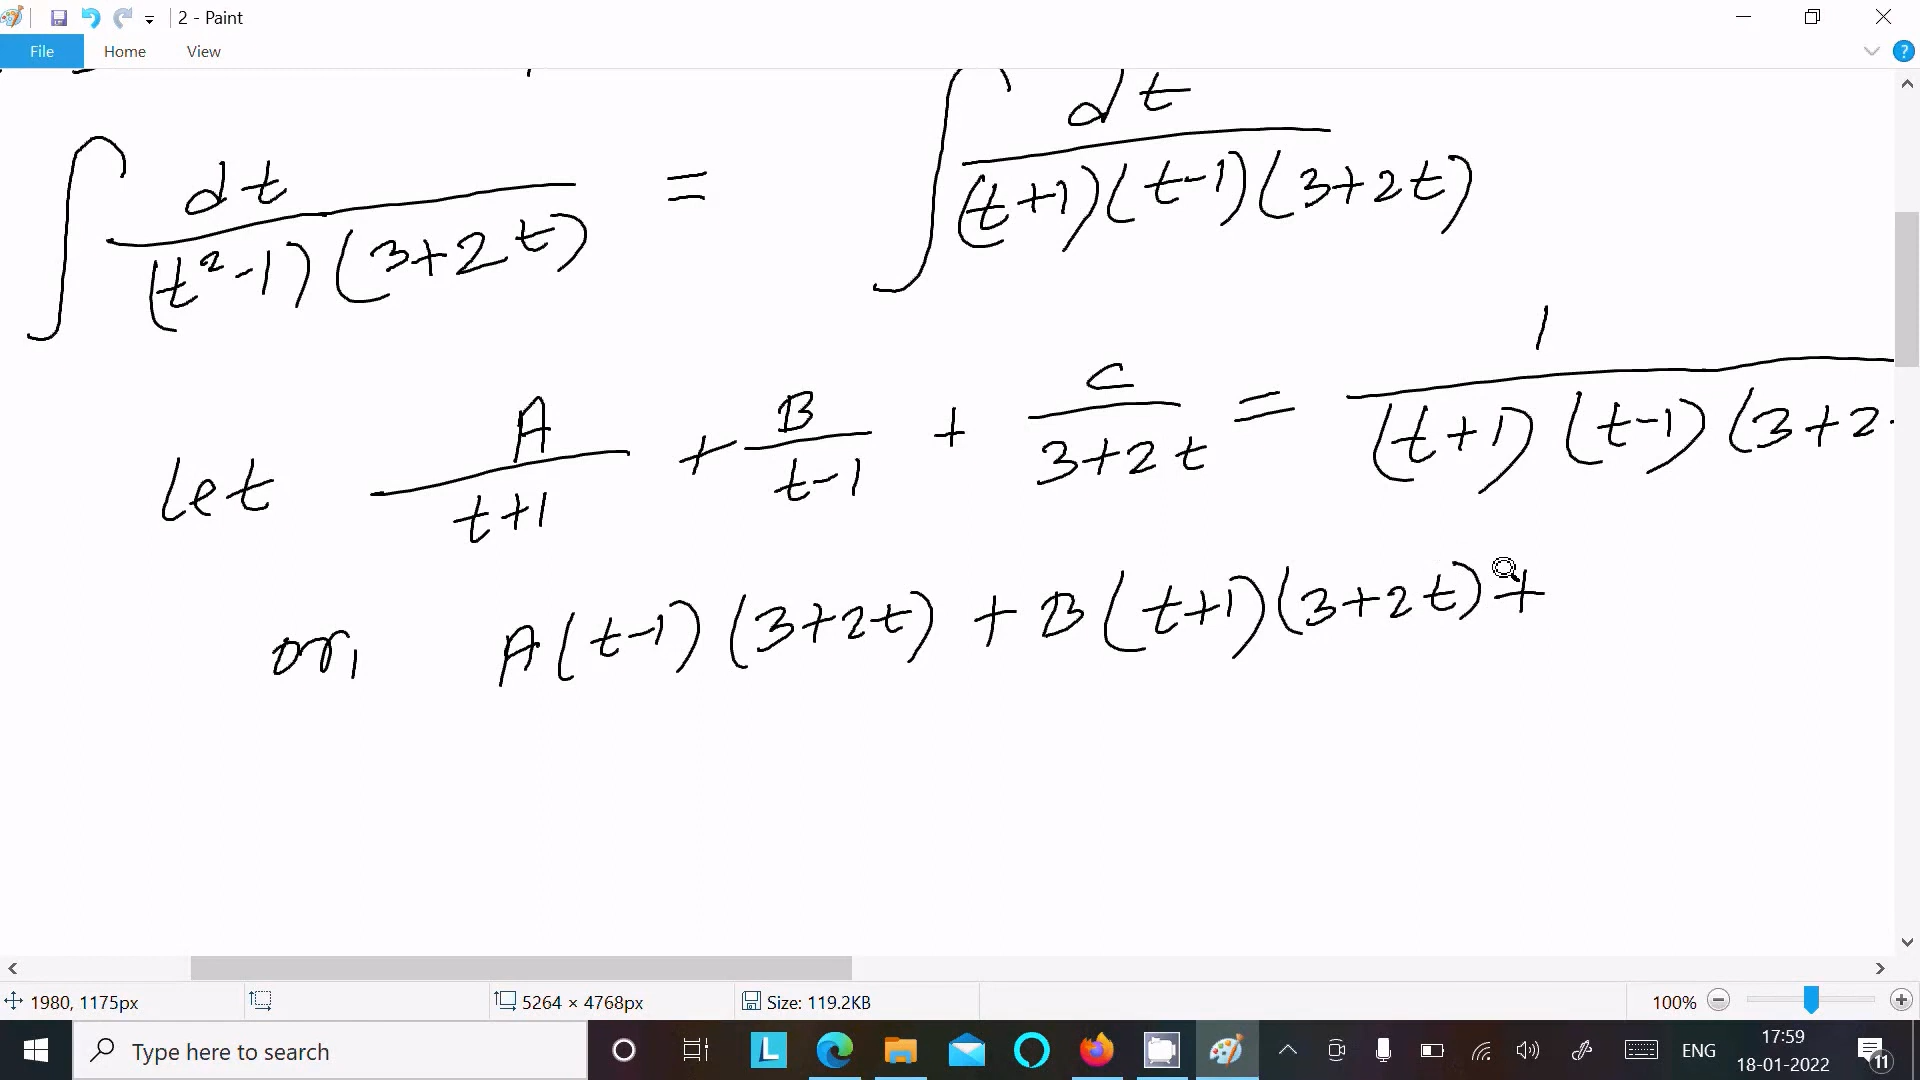 2 - Paint
File Home View
∫ dt / (t²-1)(3+2t) = ∫ dt / (t+1)(t-1)(3+2t)
Let A/t+1 + B/t-1 + C/3+2t = 1/(t+1)(t-1)(3+2
or, A(t-1)(3+2t) + B(t+1)(3+2t) +
1980, 1175px 5264 × 4768px Size: 119.2KB 100%
Type here to search L ENG 17:59
18-01-2022 11